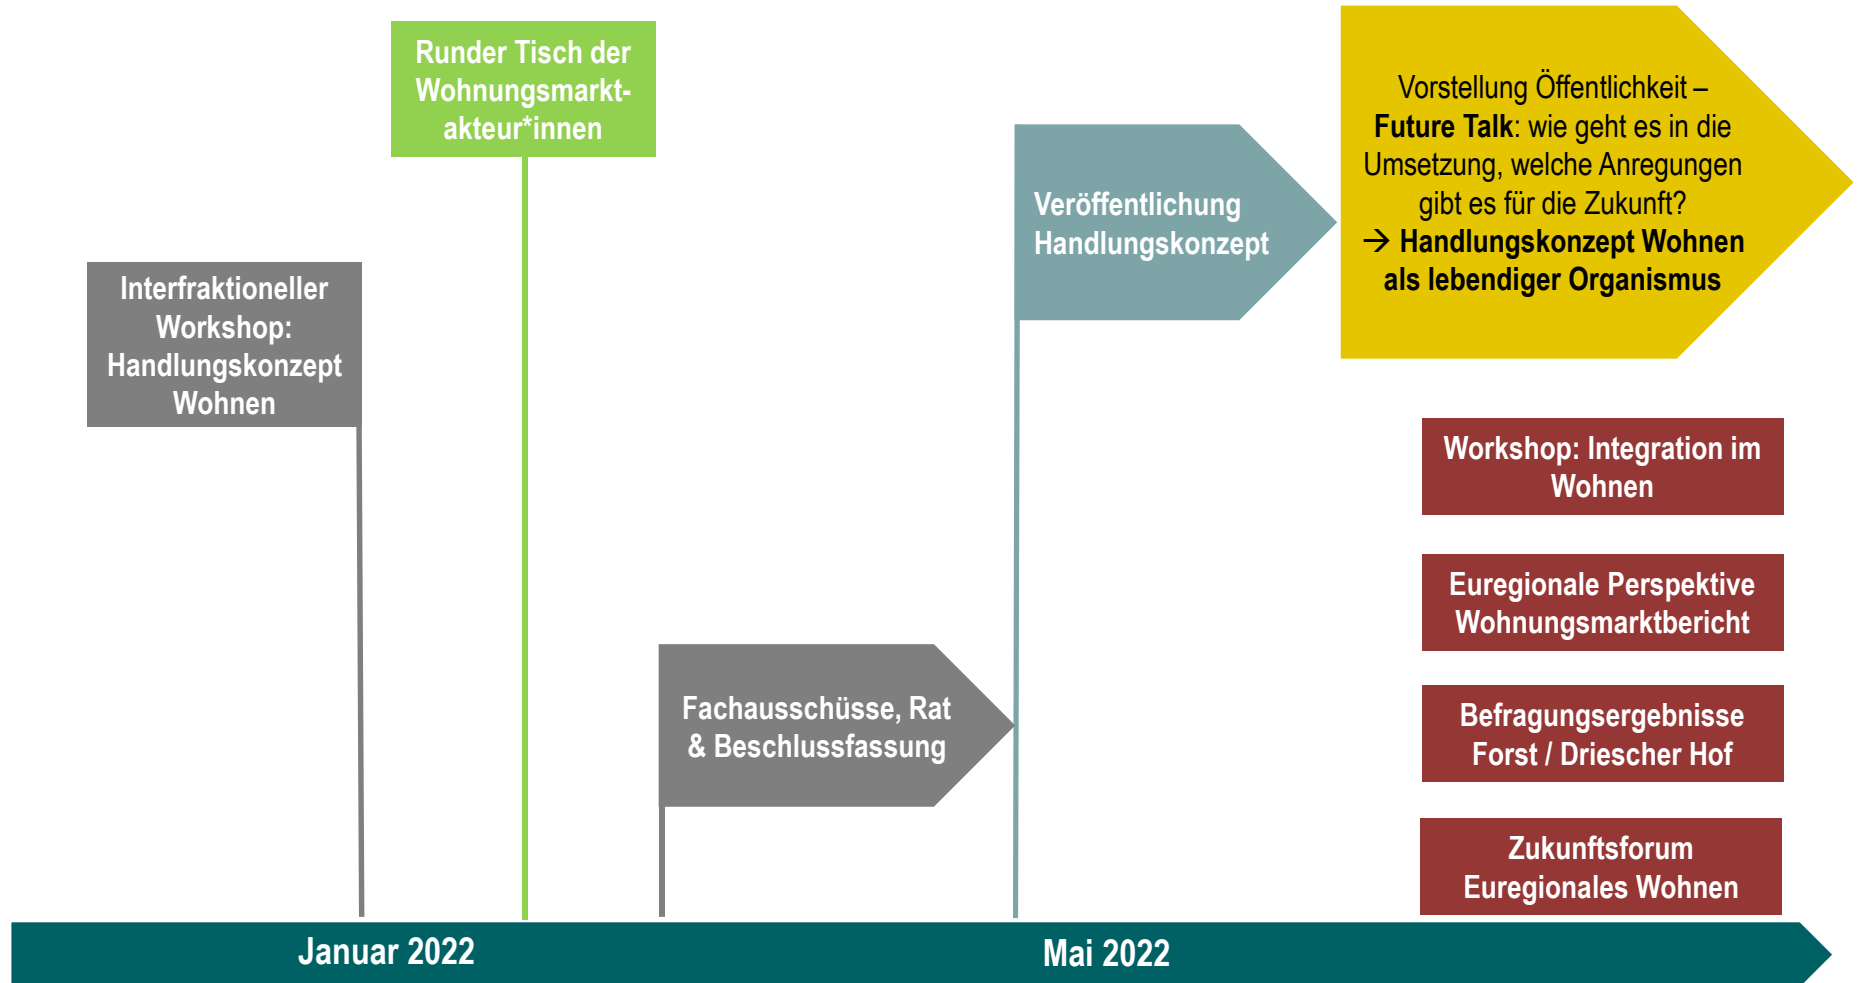 Runder Tisch der
Wohnungsmarkt-
akteur*innen
Interfraktioneller
Workshop:
Handlungskonzept
Wohnen
Fachausschüsse, Rat
& Beschlussfassung
Veröffentlichung
Handlungskonzept
Vorstellung Öffentlichkeit –
Future Talk: wie geht es in die
Umsetzung, welche Anregungen
gibt es für die Zukunft?
→ Handlungskonzept Wohnen
als lebendiger Organismus
Workshop: Integration im
Wohnen
Euregionale Perspektive
Wohnungsmarktbericht
Befragungsergebnisse
Forst / Driescher Hof
Zukunftsforum
Euregionales Wohnen
Januar 2022
Mai 2022